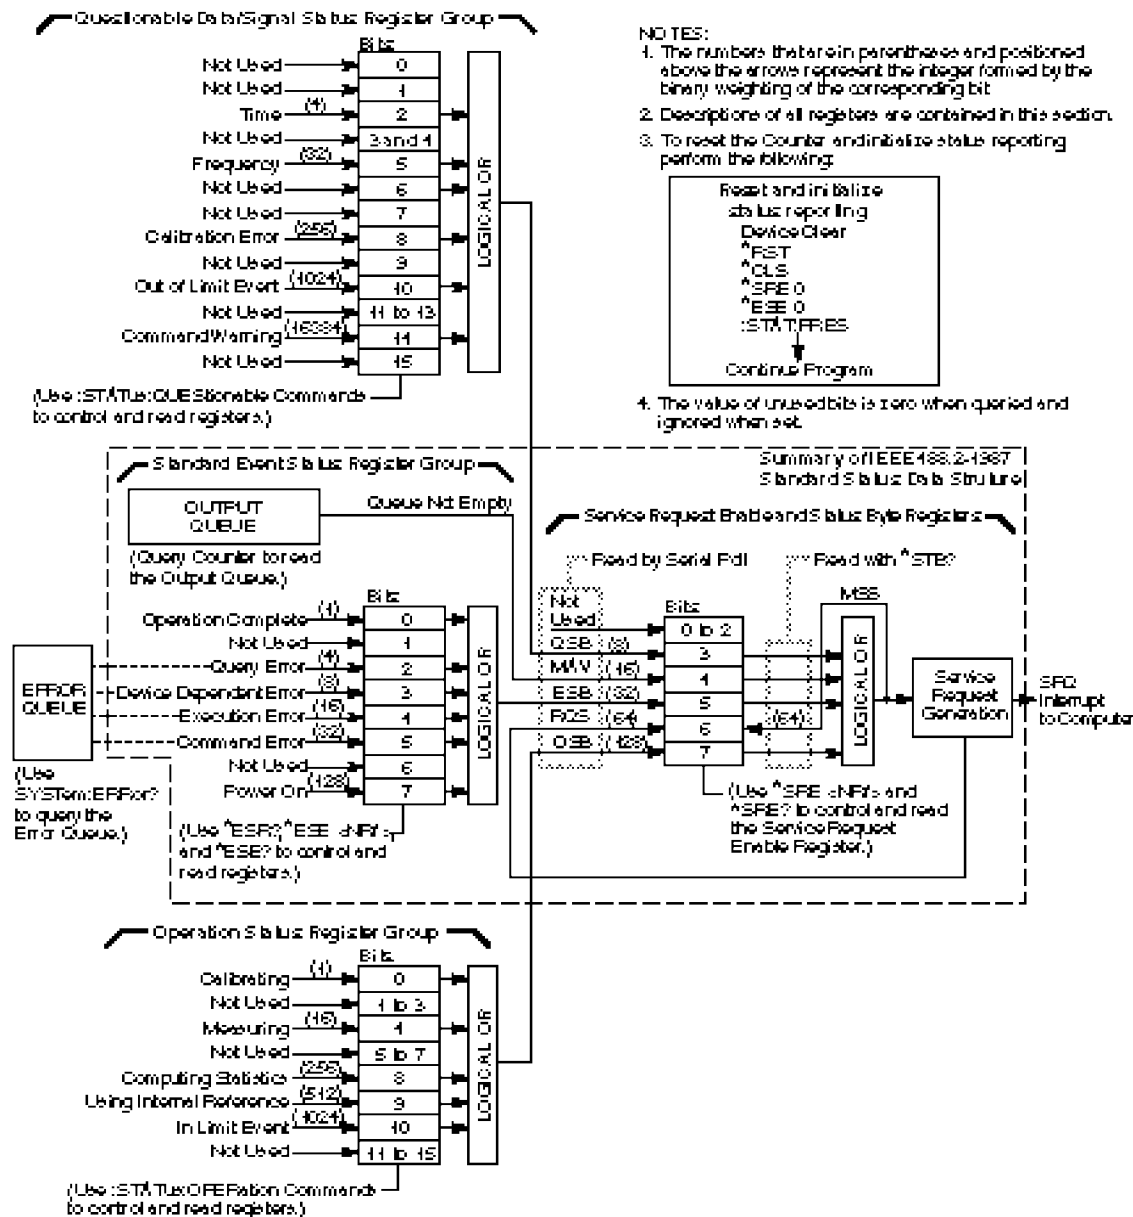 Questionable Data/Signal Status Register Group
Bits
Not Used 0
Not Used 1
Time (4) 2
Not Used 3 and 4
Frequency (32) 5
Not Used 6
Not Used 7
Calibration Error (256) 8
Not Used 9
Out of Limit Event (1024) 10
Not Used 11 to 13
Command Warning (16384) 14
Not Used 15
LOGICAL OR
(Use :STATus:QUEStionable Commands
to control and read registers.)
NOTES:
1. The numbers that are in parentheses and positioned
above the arrows represent the integer formed by the
binary weighting of the corresponding bit
2. Descriptions of all registers are contained in this section.
3. To reset the Counter and initialize status reporting
perform the following:
Reset and initialize
status reporting
Device Clear
*RST
*CLS
*SRE 0
*ESE 0
:STAT:PRES
Continue Program
4. The value of unused bits is zero when queried and
ignored when set.
Summary of IEEE 488.2-1987
Standard Status Data Struture
Standard Event Status Register Group
OUTPUT
QUEUE
Queue Not Empty
(Query Counter to read
the Output Queue.)
Bits
Operation Complete (1) 0
Not Used 1
Query Error (4) 2
Device Dependent Error (8) 3
Execution Error (16) 4
Command Error (32) 5
Not Used 6
Power On (128) 7
LOGICAL OR
ERROR
QUEUE
(Use
SYSTem:ERRor?
to query the
Error Queue.)
(Use *ESR?, *ESE <NRf>,
and *ESE? to control and
read registers.)
Service Request Enable and Status Byte Registers
Read by Serial Poll
Read with *STB?
MSS
Bits
Not
Used 0 to 2
QSB (8) 3
MAV (16) 4
ESB (32) 5
RQS (64) 6 (64)
OSB (128) 7
LOGICAL OR
Service
Request
Generation
SRQ
Interrupt
to Computer
(Use *SRE <NRf> and
*SRE? to control and read
the Service Request
Enable Register.)
Operation Status Register Group
Bits
Calibrating (1) 0
Not Used 1 to 3
Measuring (16) 4
Not Used 5 to 7
Computing Statistics (256) 8
Using Internal Reference (512) 9
In Limit Event (1024) 10
Not Used 11 to 15
LOGICAL OR
(Use :STATus:OPERation Commands
to control and read registers.)